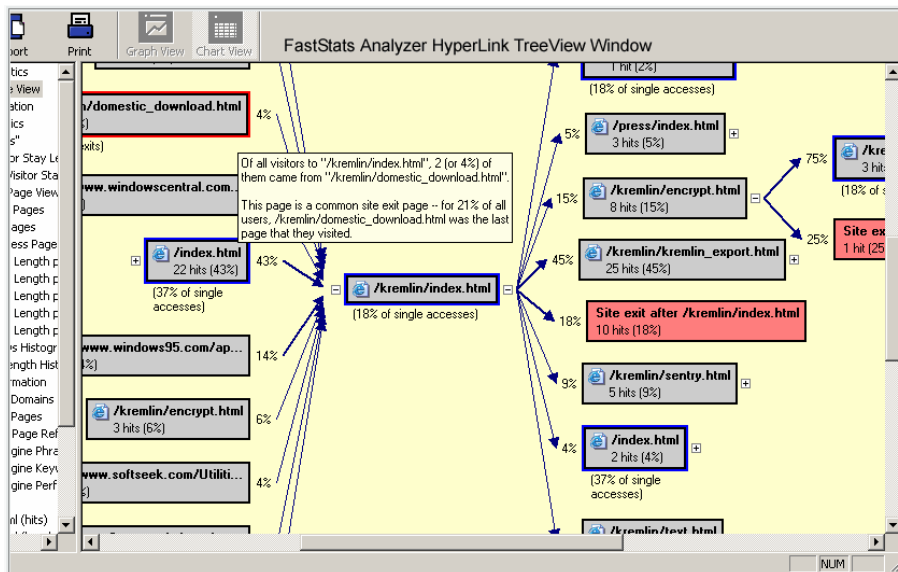 port
Print
Graph View
Chart View
FastStats Analyzer HyperLink TreeView Window
tics
e View
ation
tics
s"
or Stay Le
Visitor Sta
Page View
Pages
ages
ess Page
Length p
Length p
Length p
Length p
Length p
s Histogr
ength Hist
rmation
Domains
Pages
Page Ref
gine Phra
gine Keyw
gine Perf
ml (hits)
n/domestic_download.html
%)
exits)
4%
Of all visitors to "/kremlin/index.html", 2 (or 4%) of
them came from "/kremlin/domestic_download.html".
This page is a common site exit page -- for 21% of all
users, /kremlin/domestic_download.html was the last
page that they visited.
www.windowscentral.com..
/index.html
22 hits (43%)
43%
(37% of single
accesses)
www.windows95.com/ap...
4%)
14%
/kremlin/encrypt.html
3 hits (6%)
6%
www.softseek.com/Utiliti...
%)
4%
/kremlin/index.html
(18% of single accesses)
1 hit (2%)
(18% of single accesses)
5%
/press/index.html
3 hits (5%)
15%
/kremlin/encrypt.html
8 hits (15%)
75%
/kre
3 hits
(18% of s
25%
Site ex
1 hit (25
45%
/kremlin/kremlin_export.html
25 hits (45%)
18%
Site exit after /kremlin/index.html
10 hits (18%)
9%
/kremlin/sentry.html
5 hits (9%)
4%
/index.html
2 hits (4%)
(37% of single
accesses)
/kremlin/text.html
NUM